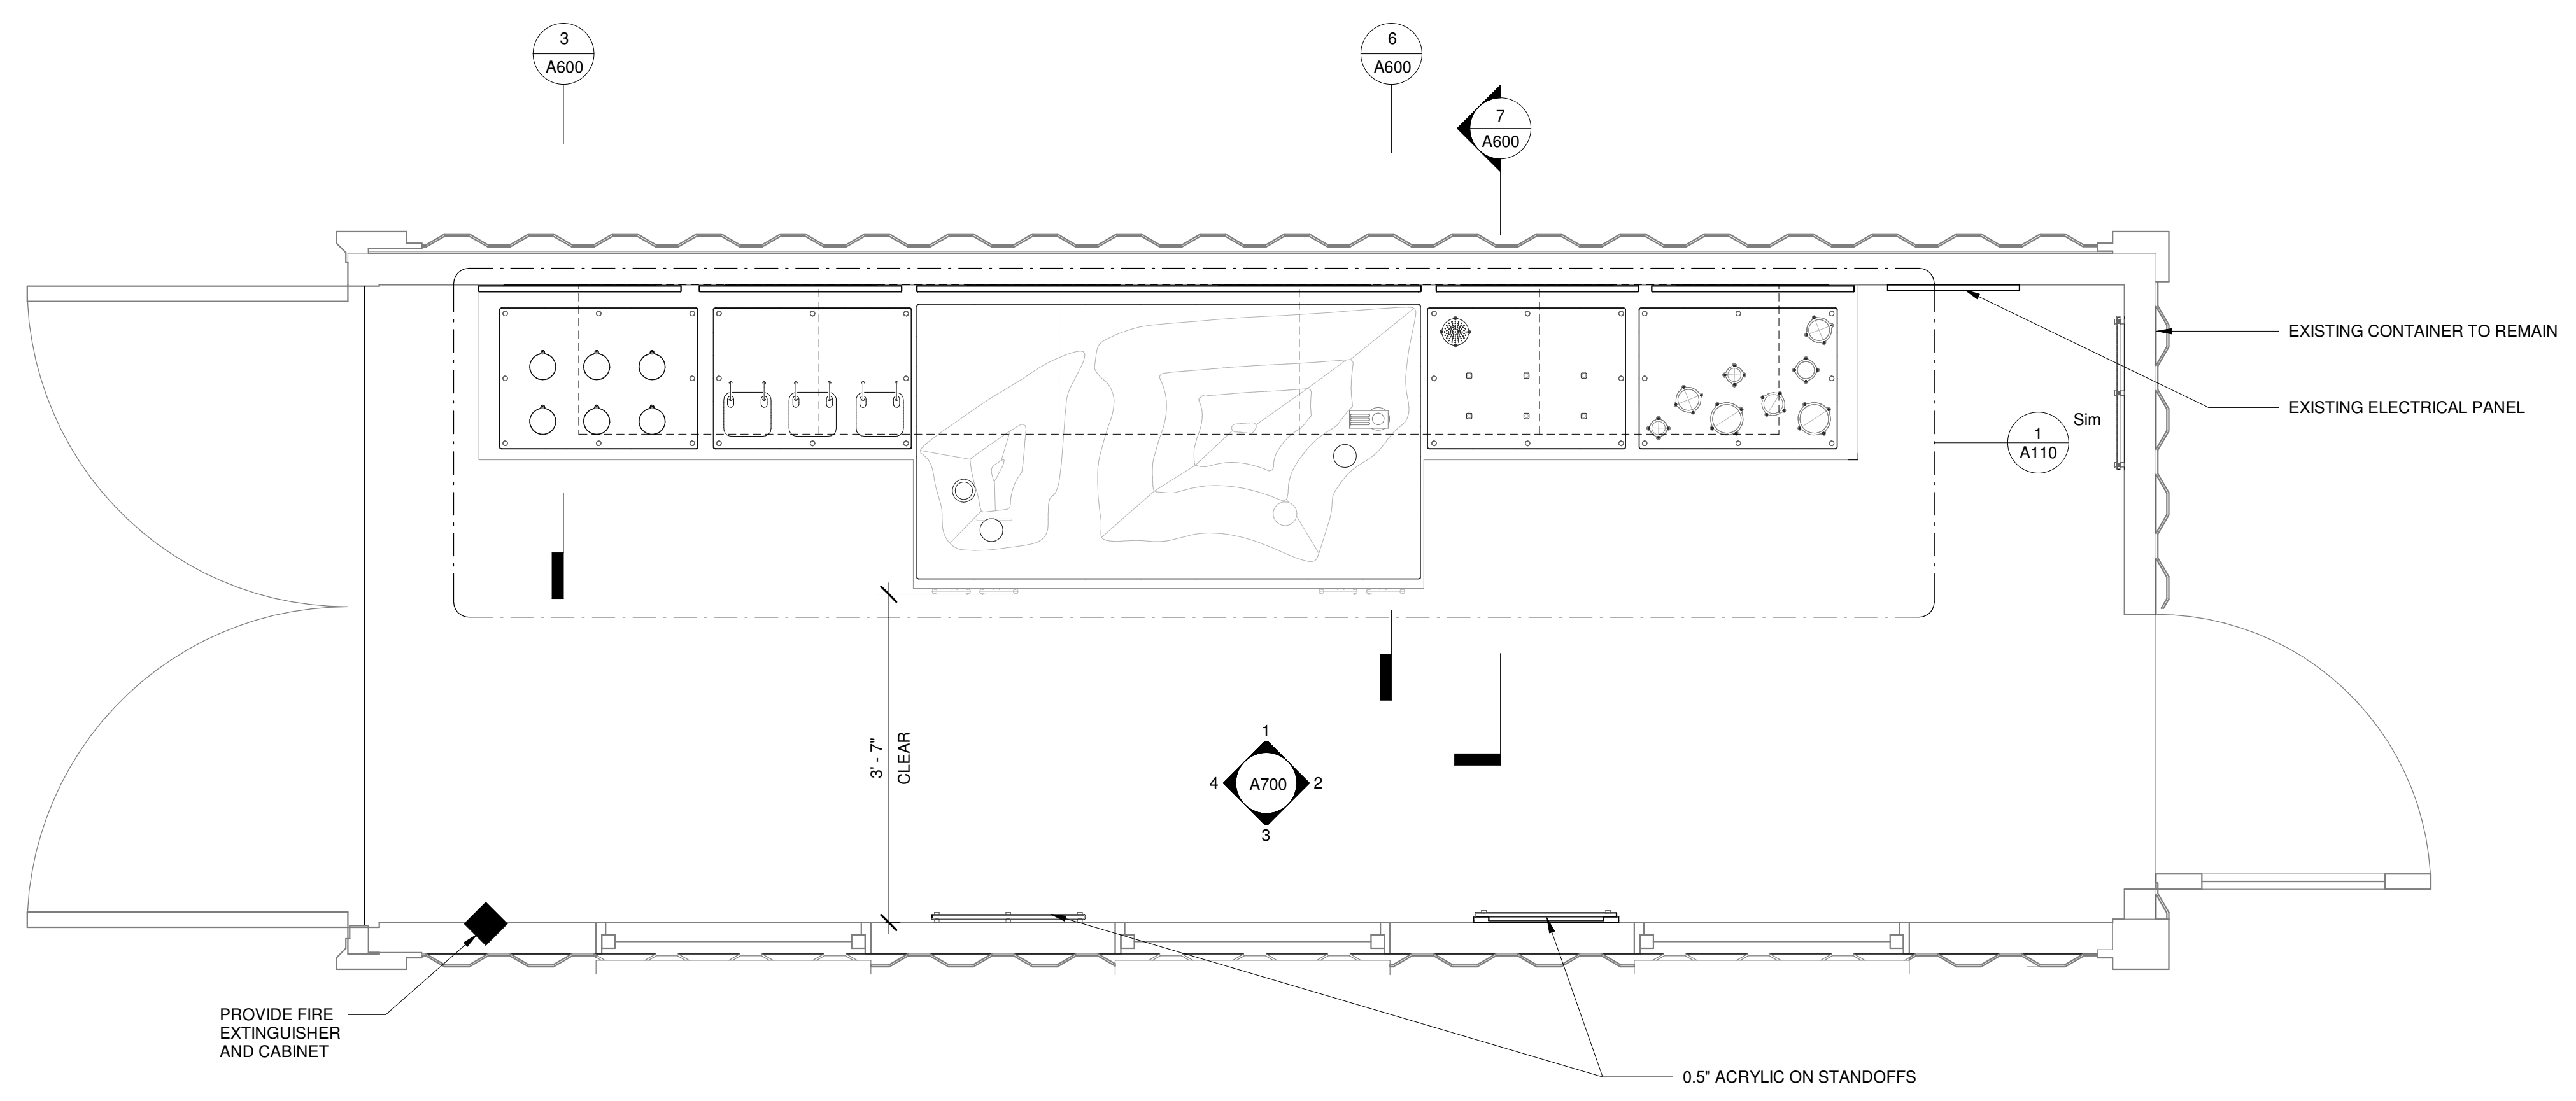 3
A600
6
A600
7
A600
EXISTING CONTAINER TO REMAIN
EXISTING ELECTRICAL PANEL
Sim
1
A110
3' - 7"
CLEAR
1
4
A700
2
3
PROVIDE FIRE
EXTINGUISHER
AND CABINET
0.5" ACRYLIC ON STANDOFFS